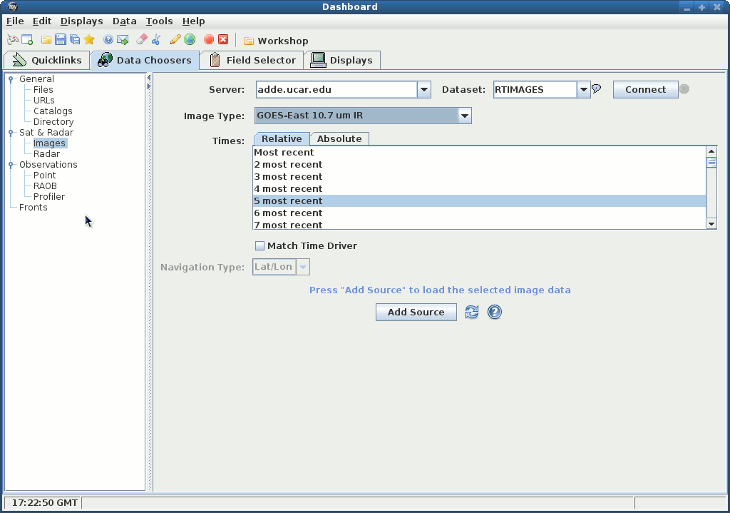 Dashboard
File Edit Displays Data Tools Help
Workshop
Quicklinks Data Choosers Field Selector Displays
General
Files
URLs
Catalogs
Directory
Sat & Radar
Images
Radar
Observations
Point
RAOB
Profiler
Fronts
Server: adde.ucar.edu Dataset: RTIMAGES Connect
Image Type: GOES-East 10.7 um IR
Times: Relative Absolute
Most recent
2 most recent
3 most recent
4 most recent
5 most recent
6 most recent
7 most recent
Match Time Driver
Navigation Type: Lat/Lon
Press "Add Source" to load the selected image data
Add Source
17:22:50 GMT